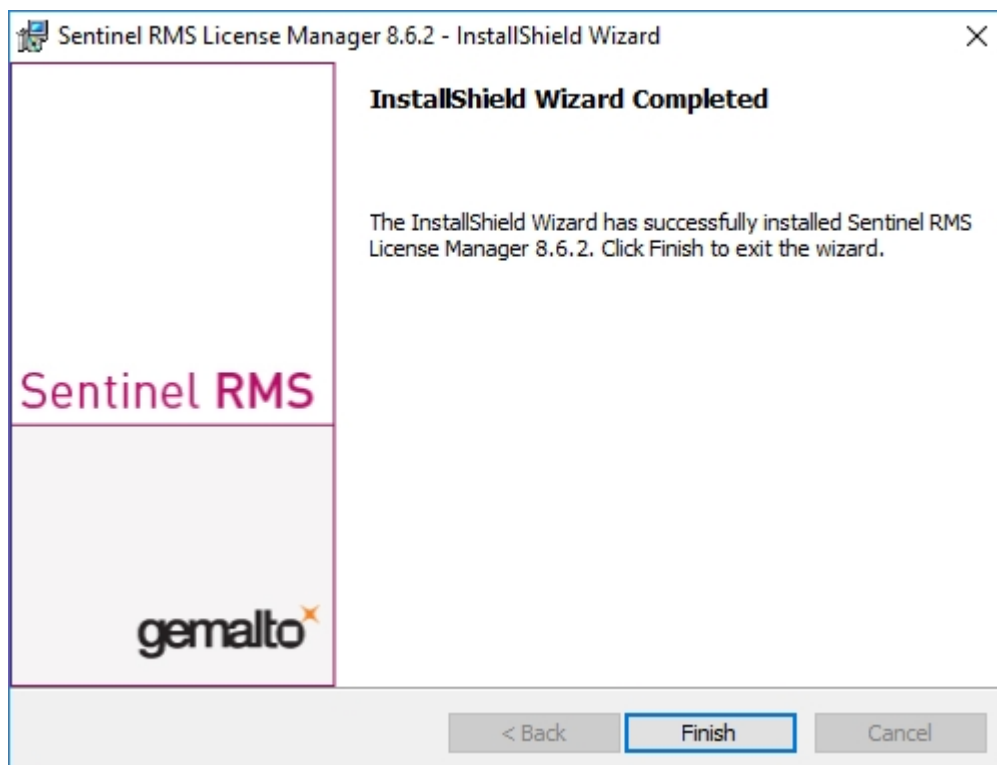 Sentinel RMS License Manager 8.6.2 - InstallShield Wizard
InstallShield Wizard Completed
The InstallShield Wizard has successfully installed Sentinel RMS
License Manager 8.6.2. Click Finish to exit the wizard.
Sentinel RMS
gemalto
< Back
Finish
Cancel